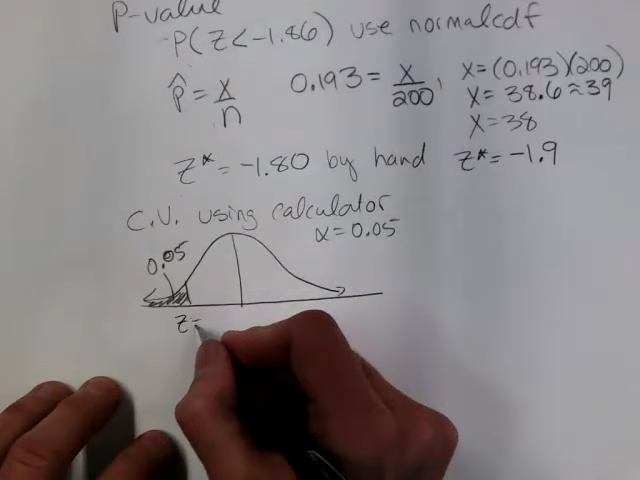 P-value
P(Z < -1.86) use normalcdf
p̂ = x/n
0.193 = x/200,
x = (0.193)(200)
x = 38.6 ≈ 39
x = 38
z* = -1.80 by hand
z* = -1.9
C.V. using calculator
α = 0.05
0.05
z=